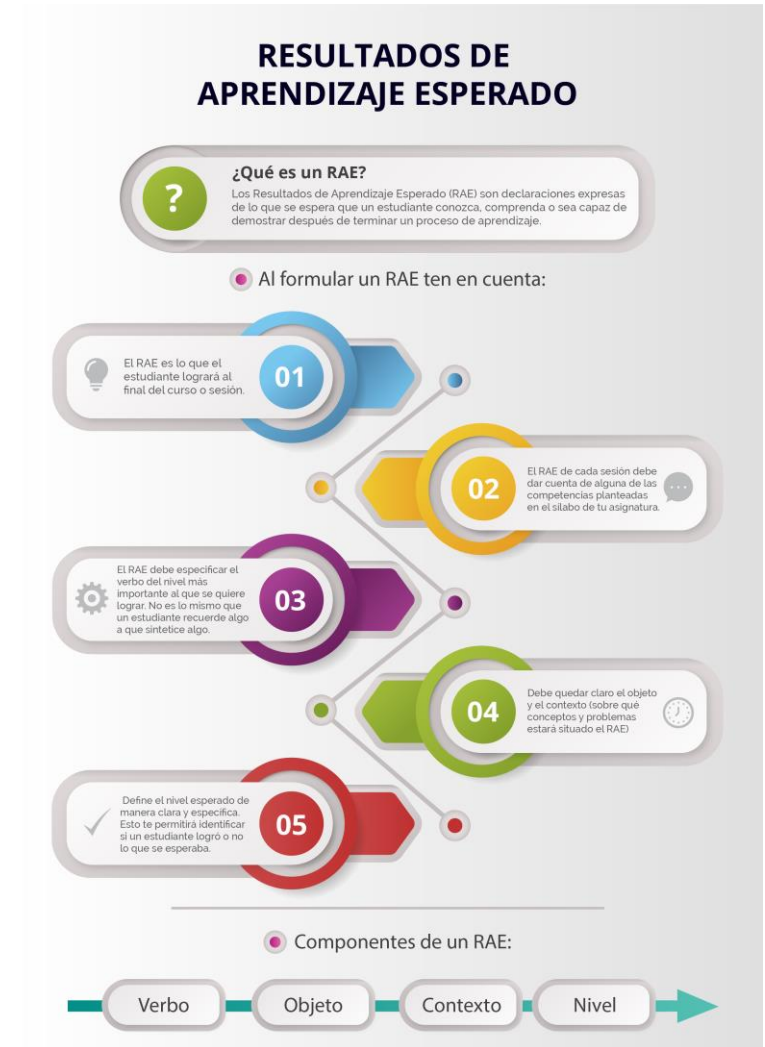 RESULTADOS DE
APRENDIZAJE ESPERADO
?
¿Qué es un RAE?
Los Resultados de Aprendizaje Esperado (RAE) son declaraciones expresas
de lo que se espera que un estudiante conozca, comprenda o sea capaz de
demostrar después de terminar un proceso de aprendizaje.
Al formular un RAE ten en cuenta:
El RAE es lo que el
estudiante logrará al
final del curso o sesión.
01
02
El RAE de cada sesión debe
dar cuenta de alguna de las
competencias planteadas
en el sílabo de tu asignatura.
El RAE debe especificar el
verbo del nivel más
importante al que se quiere
lograr. No es lo mismo que
un estudiante recuerde algo
a que sintetice algo.
03
04
Debe quedar claro el objeto
y el contexto (sobre qué
conceptos y problemas
estará situado el RAE)
Define el nivel esperado de
manera clara y específica.
Esto te permitirá identificar
si un estudiante logró o no
lo que se esperaba.
05
Componentes de un RAE:
Verbo
Objeto
Contexto
Nivel